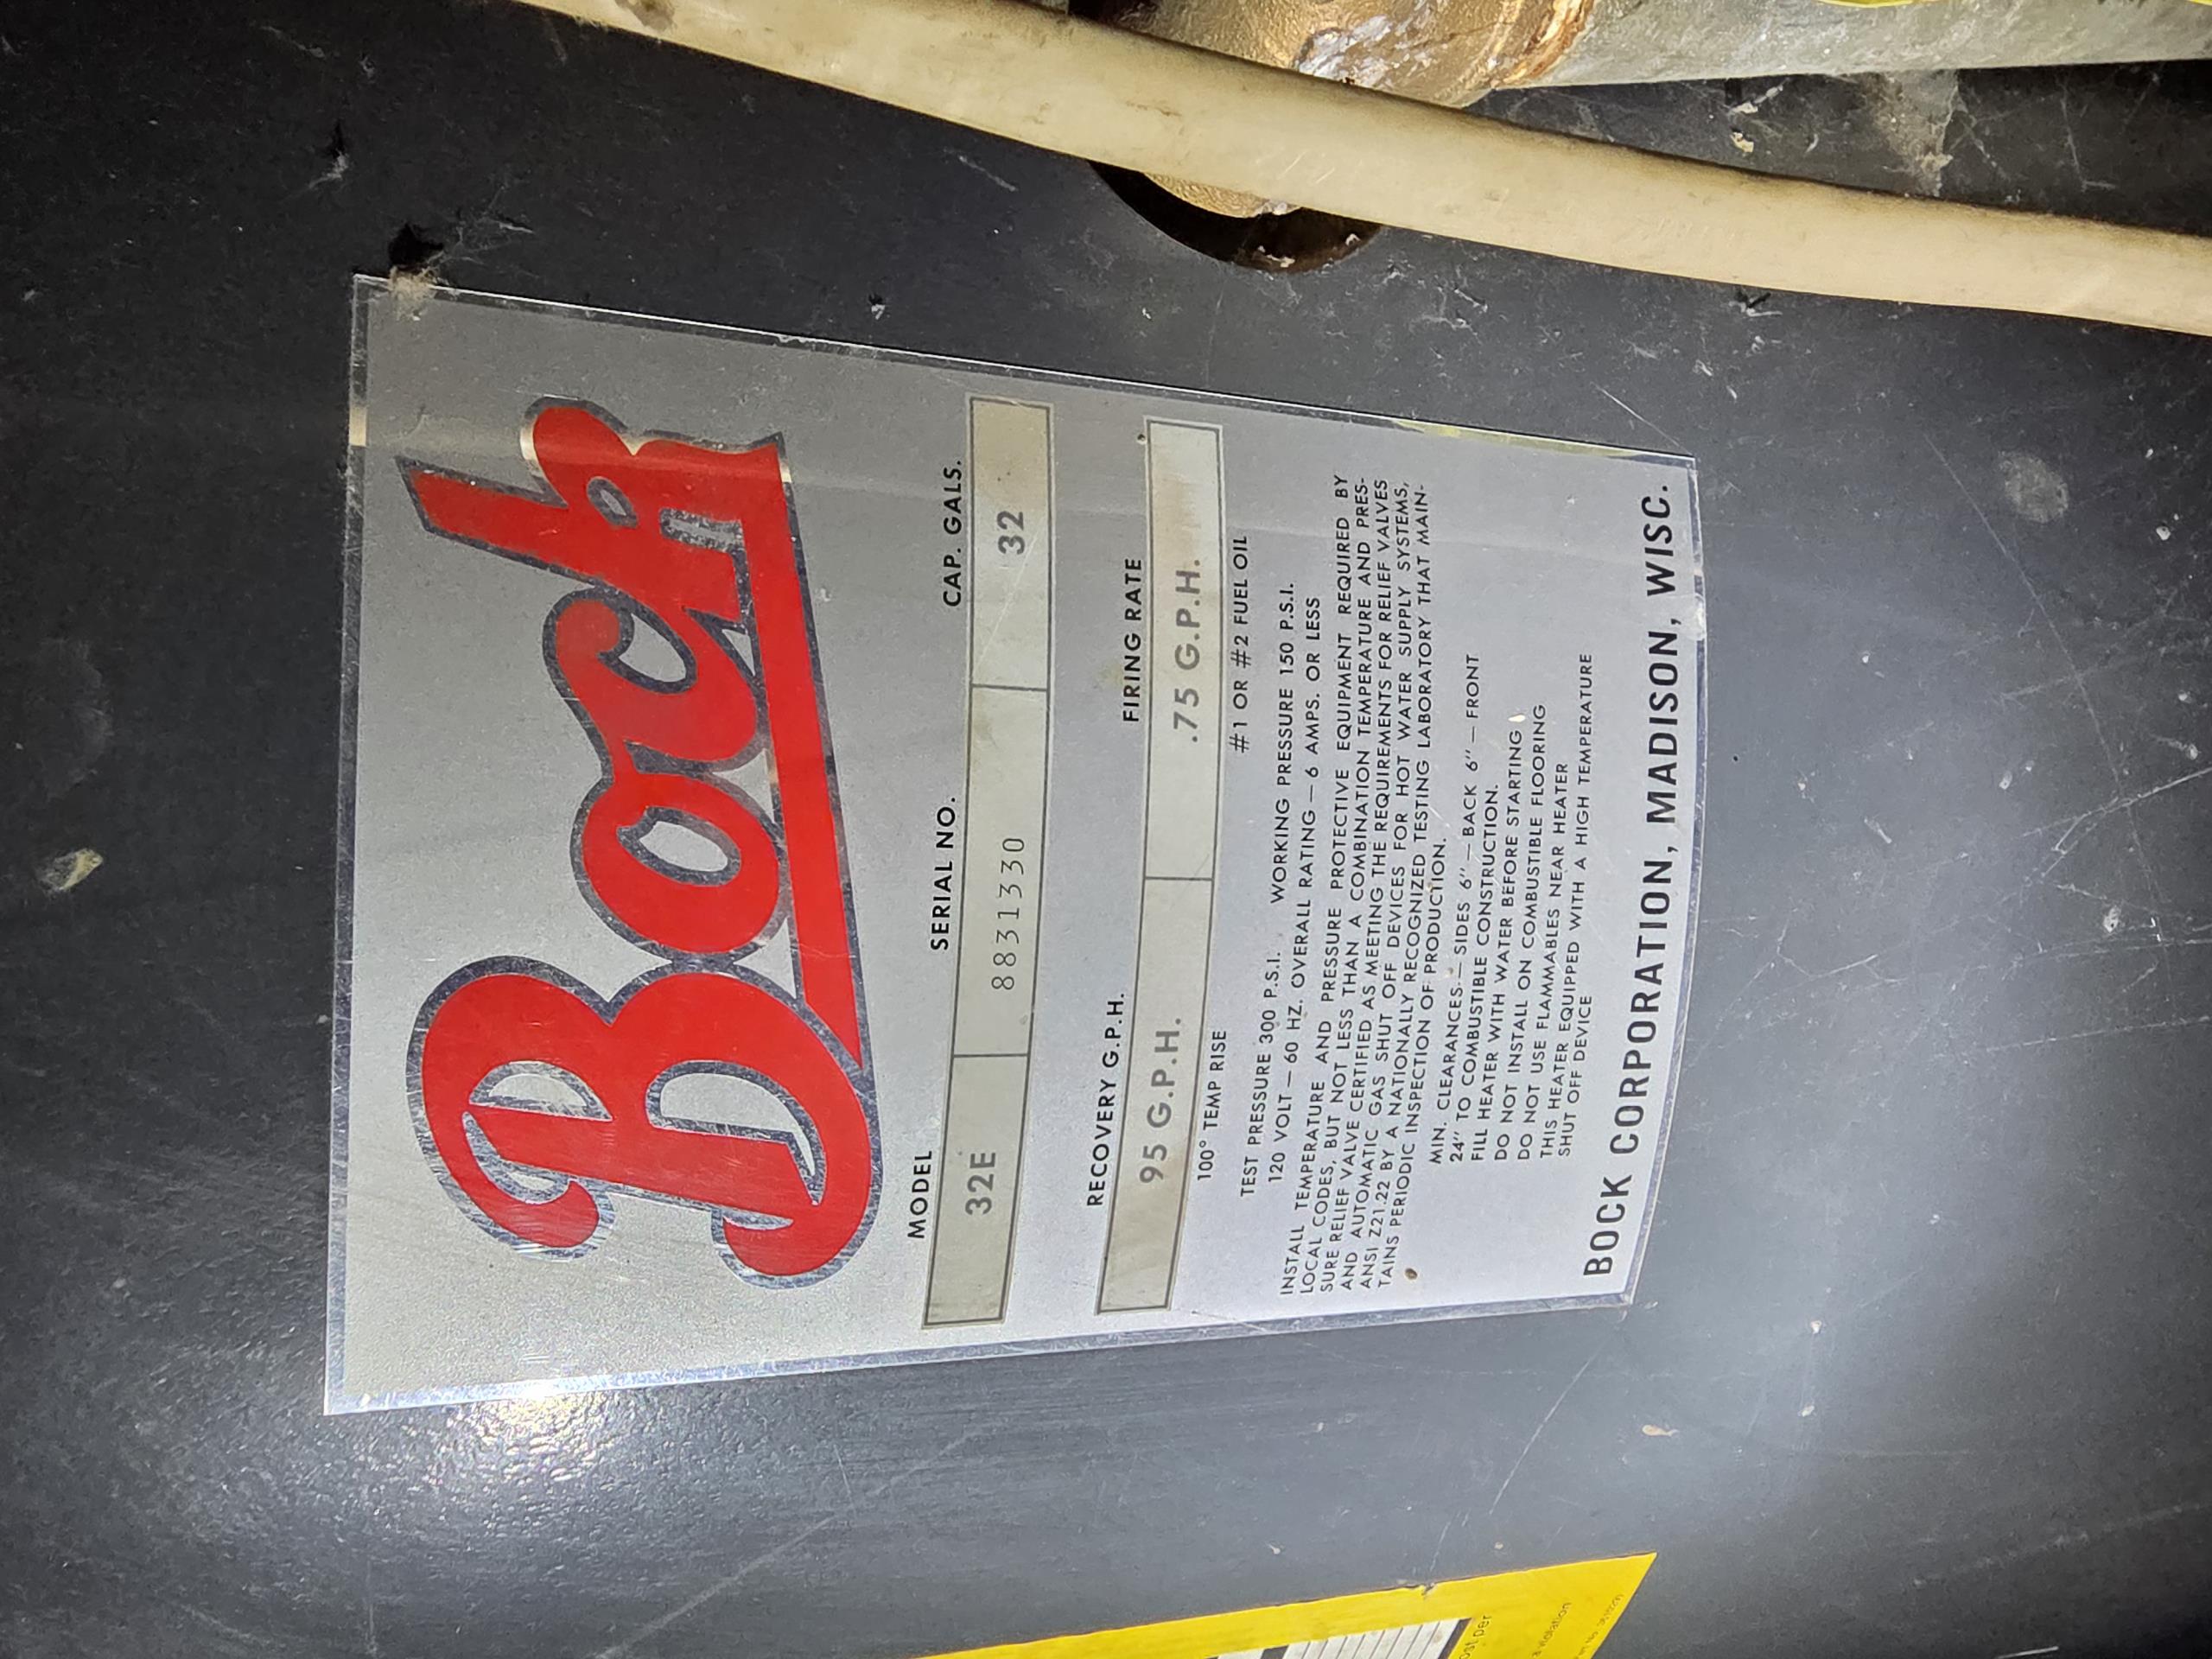 Bock
MODEL SERIAL NO. CAP. GALS.
32E 8831330 32
RECOVERY G.P.H. FIRING RATE
95 G.P.H. .75 G.P.H.
100° TEMP RISE #1 OR #2 FUEL OIL
TEST PRESSURE 300 P.S.I. WORKING PRESSURE 150 P.S.I.
120 VOLT — 60 HZ. OVERALL RATING — 6 AMPS. OR LESS
INSTALL TEMPERATURE AND PRESSURE PROTECTIVE EQUIPMENT REQUIRED BY
LOCAL CODES, BUT NOT LESS THAN A COMBINATION TEMPERATURE AND PRES-
SURE RELIEF VALVE CERTIFIED AS MEETING THE REQUIREMENTS FOR RELIEF VALVES
AND AUTOMATIC GAS SHUT OFF DEVICES FOR HOT WATER SUPPLY SYSTEMS,
ANSI Z21.22 BY A NATIONALLY RECOGNIZED TESTING LABORATORY THAT MAIN-
TAINS PERIODIC INSPECTION OF PRODUCTION.
MIN. CLEARANCES — SIDES 6" — BACK 6" — FRONT
24" TO COMBUSTIBLE CONSTRUCTION.
FILL HEATER WITH WATER BEFORE STARTING
DO NOT INSTALL ON COMBUSTIBLE FLOORING
DO NOT USE FLAMMABLES NEAR HEATER
THIS HEATER EQUIPPED WITH A HIGH TEMPERATURE
SHUT OFF DEVICE
BOCK CORPORATION, MADISON, WISC.